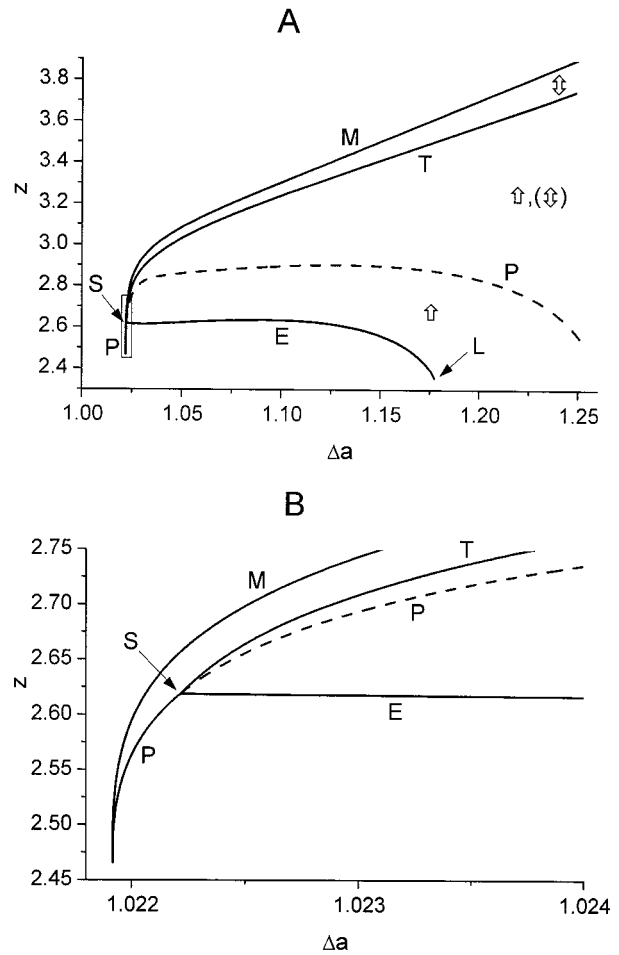 A
3.8
M
3.6
3.4
T
z
3.2
⇧,(⇳)
3.0
P
S
2.8
⇧
2.6
P
E
L
2.4
1.00
1.05
1.10
1.15
1.20
1.25
Δa
B
2.75
T
M
2.70
P
S
2.65
z
2.60
E
P
2.55
2.50
2.45
1.022
1.023
1.024
Δa